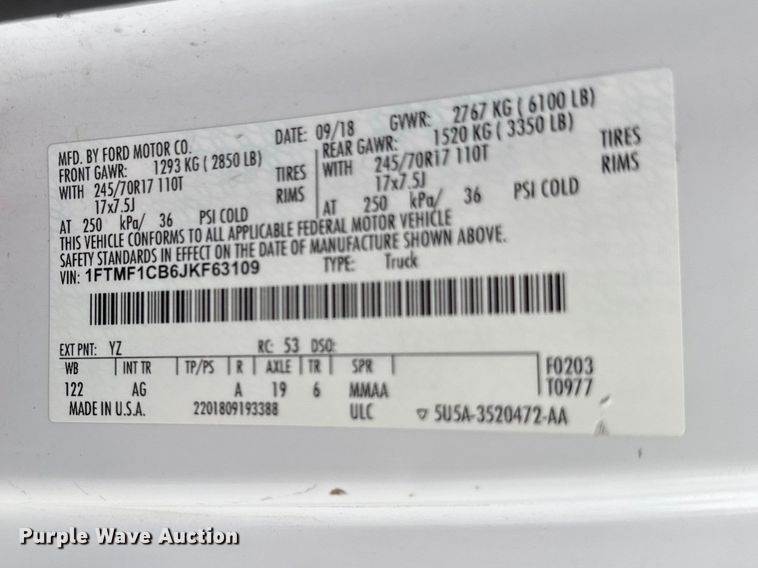 MFD. BY FORD MOTOR CO. DATE: 09/18 GVWR: 2767 KG ( 6100 LB)
FRONT GAWR: 1293 KG ( 2850 LB) REAR GAWR: 1520 KG ( 3350 LB)
WITH 245/70R17 110T TIRES WITH 245/70R17 110T TIRES
17x7.5J RIMS 17x7.5J RIMS
AT 250 kPa/ 36 PSI COLD AT 250 kPa/ 36 PSI COLD
THIS VEHICLE CONFORMS TO ALL APPLICABLE FEDERAL MOTOR VEHICLE
SAFETY STANDARDS IN EFFECT ON THE DATE OF MANUFACTURE SHOWN ABOVE.
VIN: 1FTMF1CB6JKF63109 TYPE: Truck
EXT PNT: YZ RC: 53 DSO:
WB INT TR TP/PS R AXLE TR SPR F0203
122 AG A 19 6 MMAA T0977
MADE IN U.S.A. 2201809193388 ULC 5U5A-3520472-AA
Purple Wave Auction